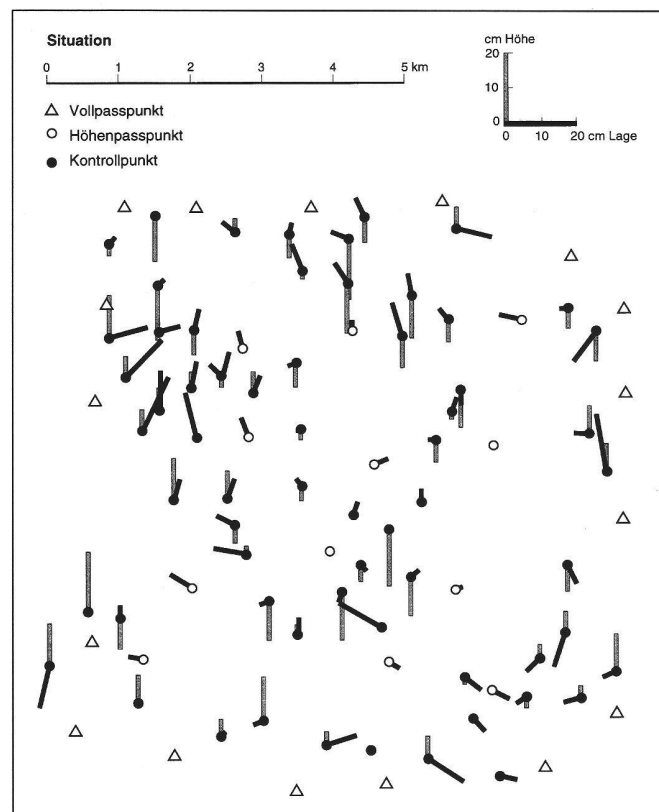 Situation
0 1 2 3 4 5 km
Vollpasspunkt
Höhenpasspunkt
Kontrollpunkt
cm Höhe
20
10
0
0 10 20 cm Lage